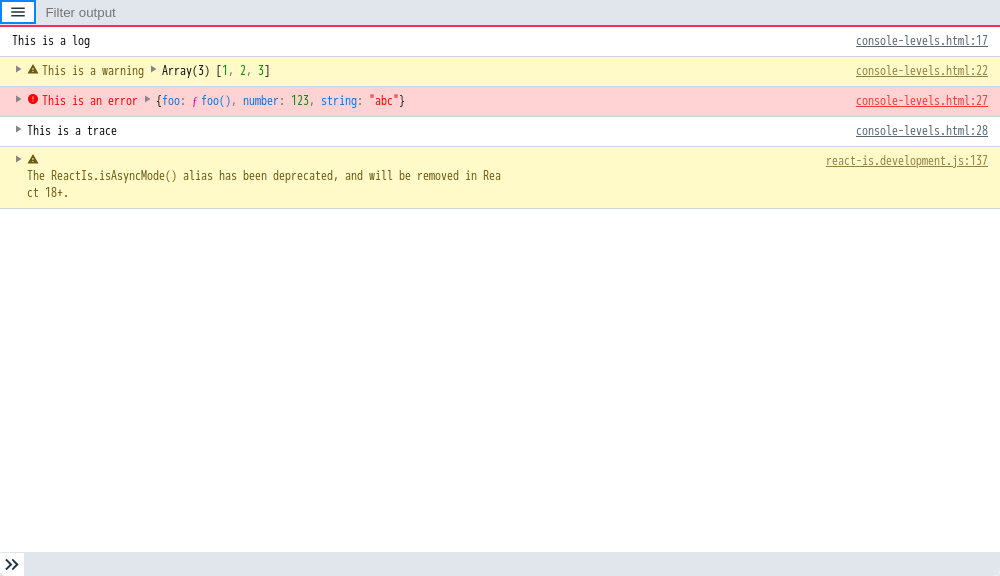 Filter output
This is a log console-levels.html:17
This is a warning Array(3) [1, 2, 3] console-levels.html:22
This is an error {foo: ƒ foo(), number: 123, string: "abc"} console-levels.html:27
This is a trace console-levels.html:28
react-is.development.js:137
The ReactIs.isAsyncMode() alias has been deprecated, and will be removed in Rea
ct 18+.